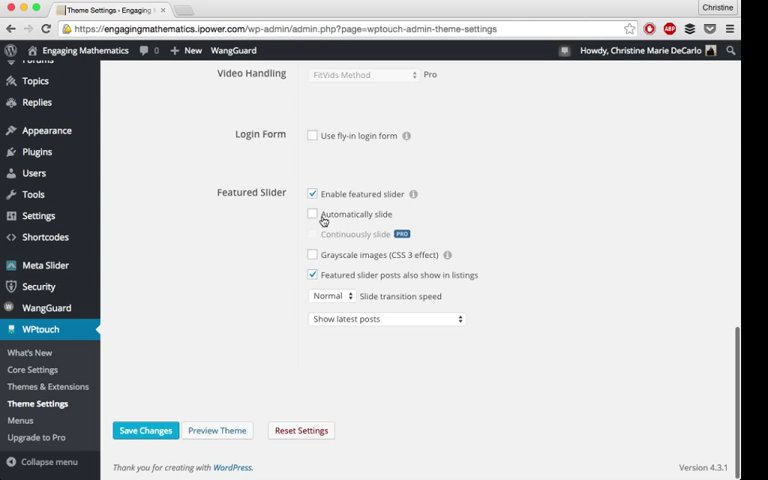 Theme Settings ‹ Engaging
Christine
https://engagingmathematics.ipower.com/wp-admin/admin.php?page=wptouch-admin-theme-settings
Engaging Mathematics 0 + New WangGuard Howdy, Christine Marie DeCarlo
Forums
Topics
Replies
Appearance
Plugins
Users
Tools
Settings
Shortcodes
Meta Slider
Security
WangGuard
WPtouch
What's New
Core Settings
Themes & Extensions
Theme Settings
Menus
Upgrade to Pro
Collapse menu
Video Handling FitVids Method Pro
Login Form Use fly-in login form
Featured Slider Enable featured slider
Automatically slide
Continuously slide PRO
Grayscale images (CSS 3 effect)
Featured slider posts also show in listings
Normal Slide transition speed
Show latest posts
Save Changes Preview Theme Reset Settings
Thank you for creating with WordPress. Version 4.3.1